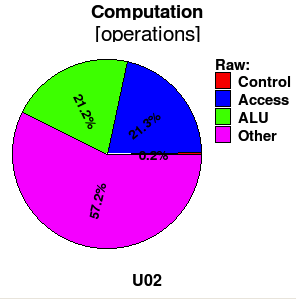 Computation
[operations]
Raw:
Control
Access
ALU
Other
21.2%
21.3%
0.2%
57.2%
U02